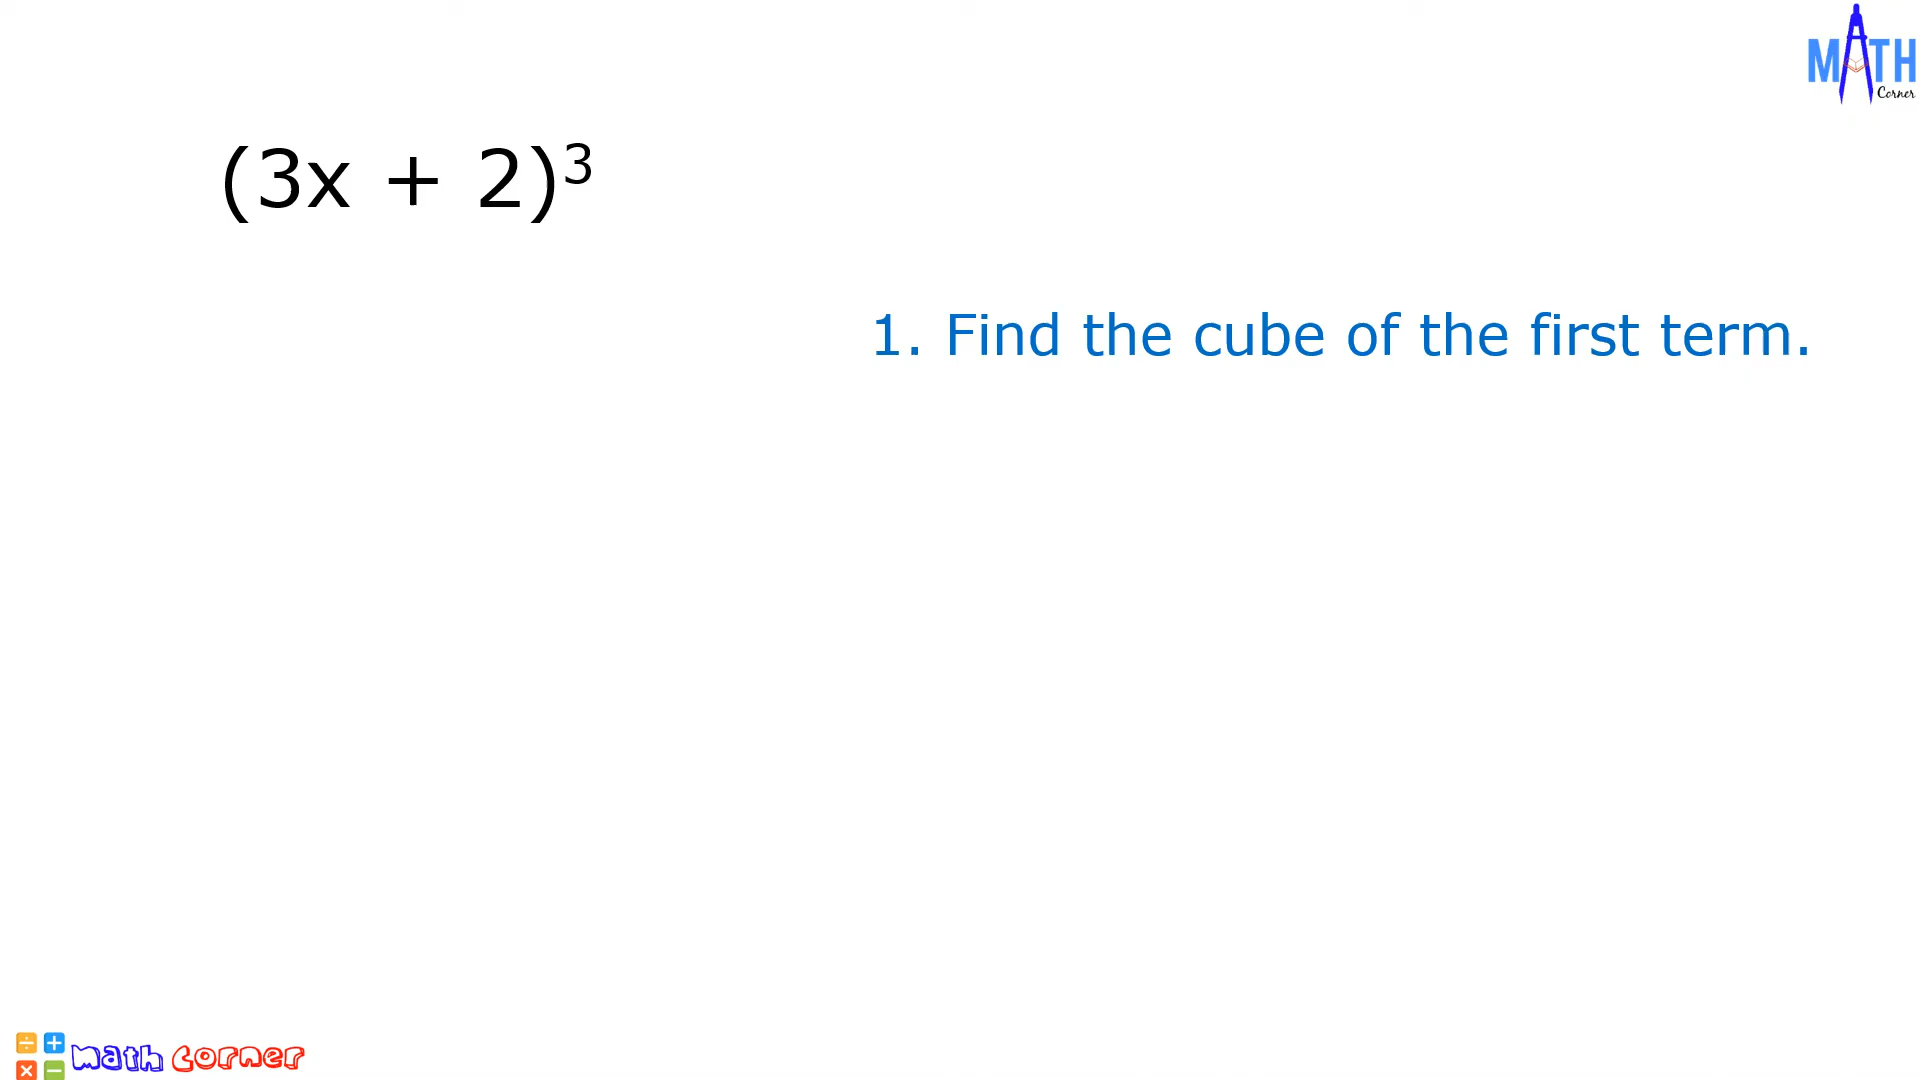 MATH
Corner
(3x + 2)³
1. Find the cube of the first term.
math corner